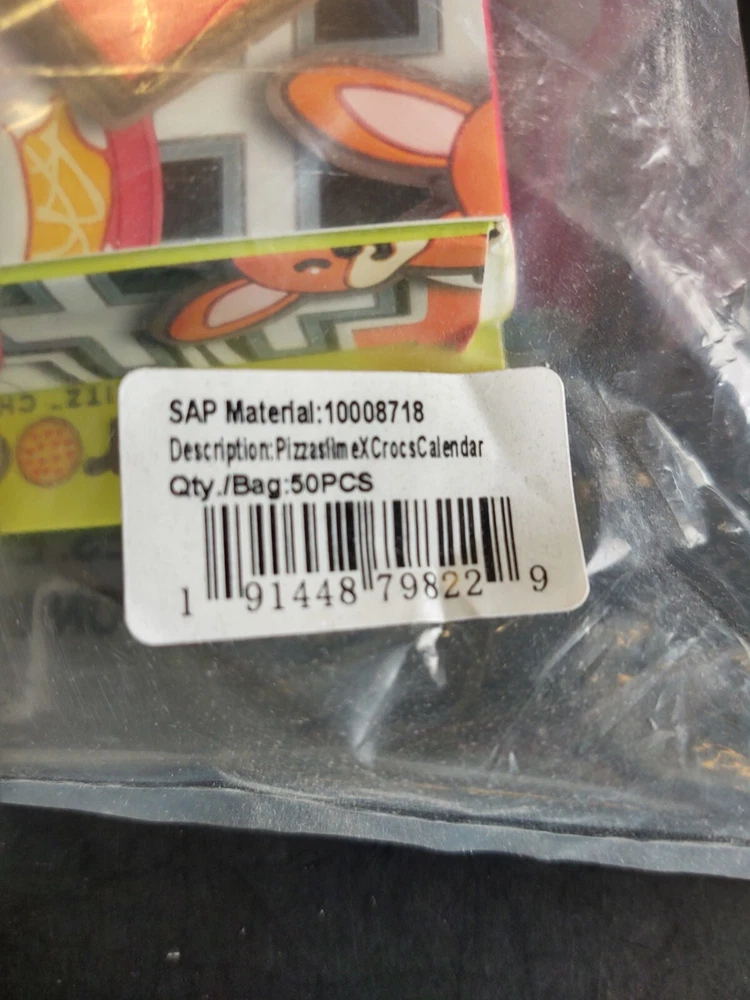 SAP Material:10008718
Description:PizzaslimeXCrocsCalendar
Qty./Bag:50PCS
1 91448 79822 9